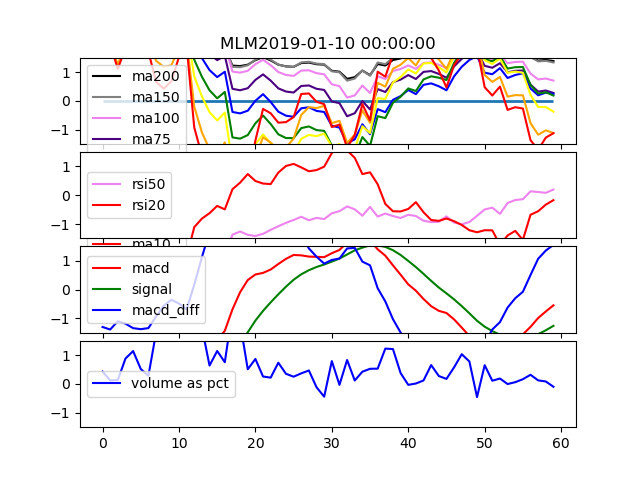 MLM2019-01-10 00:00:00
1
0
−1
ma200
ma150
ma100
ma75
1
0
−1
rsi50
rsi20
ma10
1
0
−1
macd
signal
macd_diff
1
0
−1
volume as pct
0 10 20 30 40 50 60